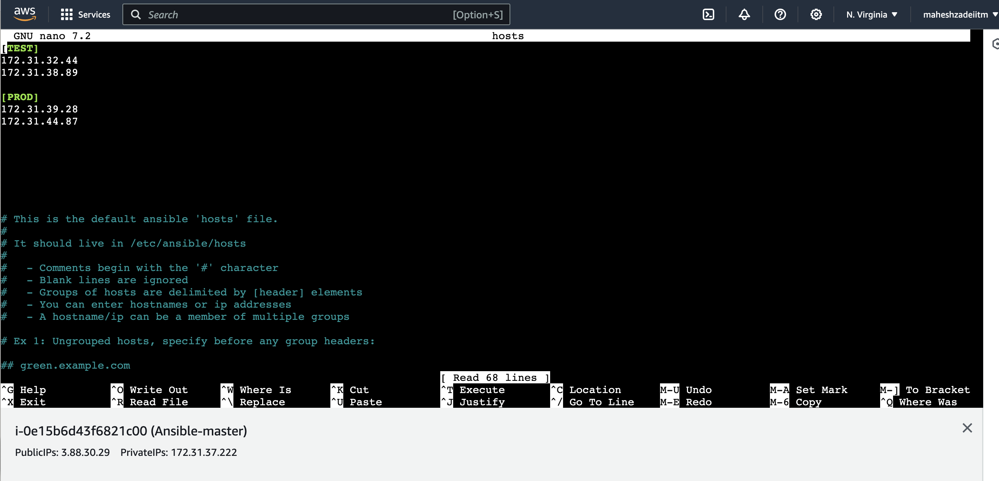 aws Services Search [Option+S] N. Virginia maheshzadeiitm
GNU nano 7.2 hosts
[TEST]
172.31.32.44
172.31.38.89
[PROD]
172.31.39.28
172.31.44.87
# This is the default ansible 'hosts' file.
#
# It should live in /etc/ansible/hosts
#
#   - Comments begin with the '#' character
#   - Blank lines are ignored
#   - Groups of hosts are delimited by [header] elements
#   - You can enter hostnames or ip addresses
#   - A hostname/ip can be a member of multiple groups
# Ex 1: Ungrouped hosts, specify before any group headers:
## green.example.com
[ Read 68 lines ]
^G Help ^O Write Out ^W Where Is ^K Cut ^T Execute ^C Location M-U Undo M-A Set Mark M-] To Bracket
^X Exit ^R Read File ^\ Replace ^U Paste ^J Justify ^/ Go To Line M-E Redo M-6 Copy ^Q Where Was
i-0e15b6d43f6821c00 (Ansible-master)
PublicIPs: 3.88.30.29 PrivateIPs: 172.31.37.222